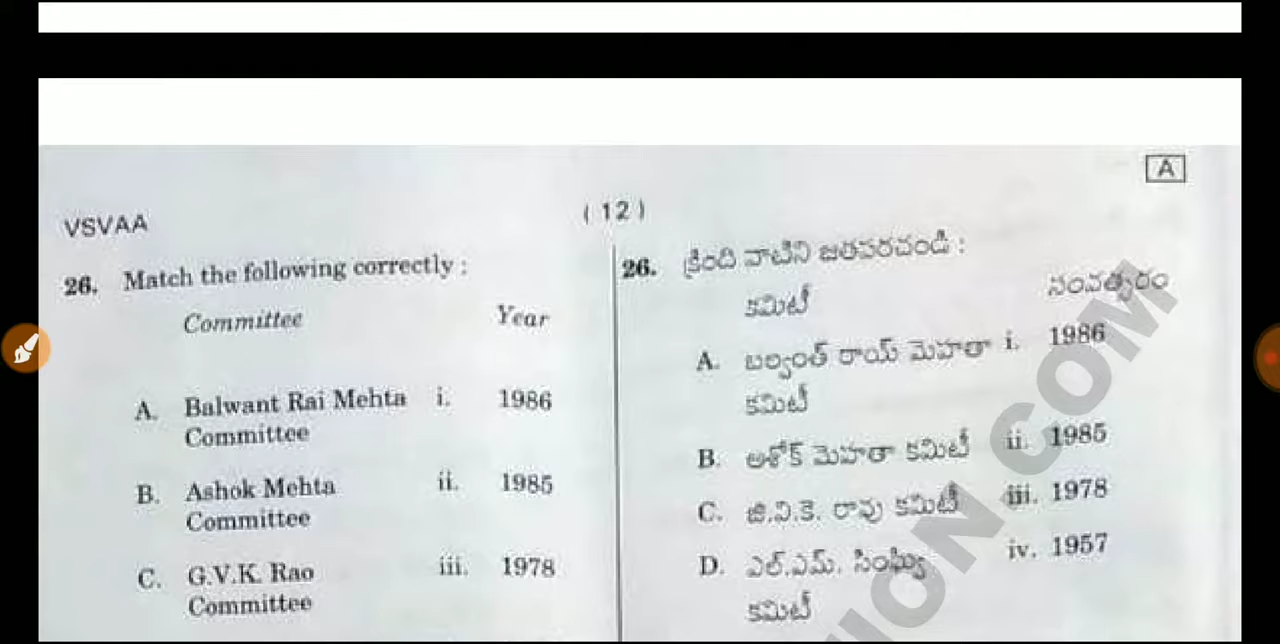 A
VSVAA
( 12 )
26. Match the following correctly :
Committee Year
A. Balwant Rai Mehta i. 1986
Committee
B. Ashok Mehta ii. 1985
Committee
C. G.V.K. Rao iii. 1978
Committee
26. క్రింది వాటిని జతపరచండి :
కమిటీ సంవత్సరం
A. బల్వంత్ రాయ్ మెహతా i. 1986
కమిటీ
B. అశోక్ మెహతా కమిటీ ii. 1985
C. జి.వి.కె. రావు కమిటీ iii. 1978
D. ఎల్.ఎమ్. సింఘ్వి iv. 1957
కమిటీ
ION.COM